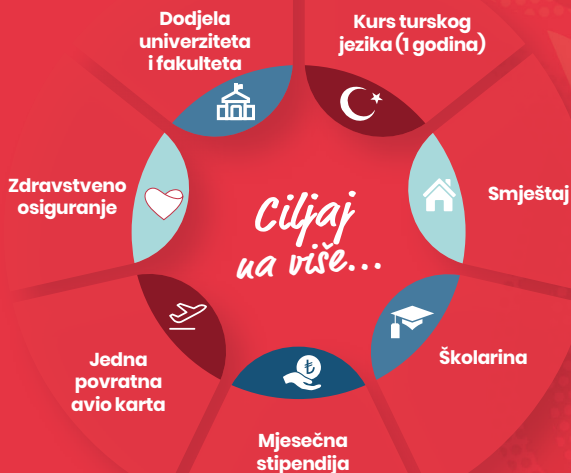 Dodjela
univerziteta
i fakulteta
Kurs turskog
jezika (1 godina)
Zdravstveno
osiguranje
Smještaj
Ciljaj
na više...
Jedna
povratna
avio karta
Školarina
Mjesečna
stipendija